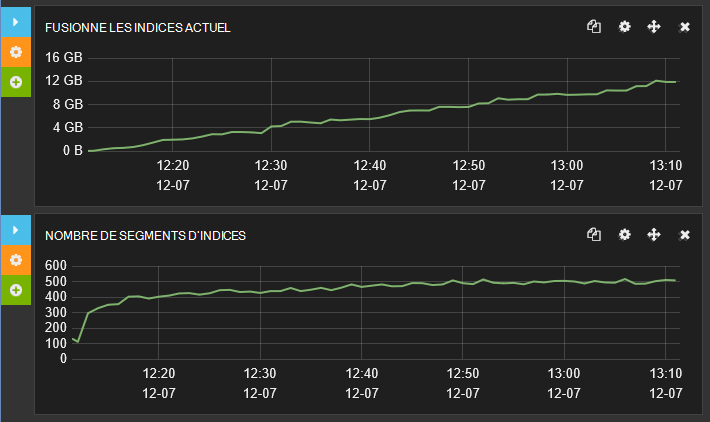 FUSIONNE LES INDICES ACTUEL
16 GB
12 GB
8 GB
4 GB
0 B
12:20 12:30 12:40 12:50 13:00 13:10
12-07 12-07 12-07 12-07 12-07 12-07
NOMBRE DE SEGMENTS D'INDICES
600
500
400
300
200
100
0
12:20 12:30 12:40 12:50 13:00 13:10
12-07 12-07 12-07 12-07 12-07 12-07